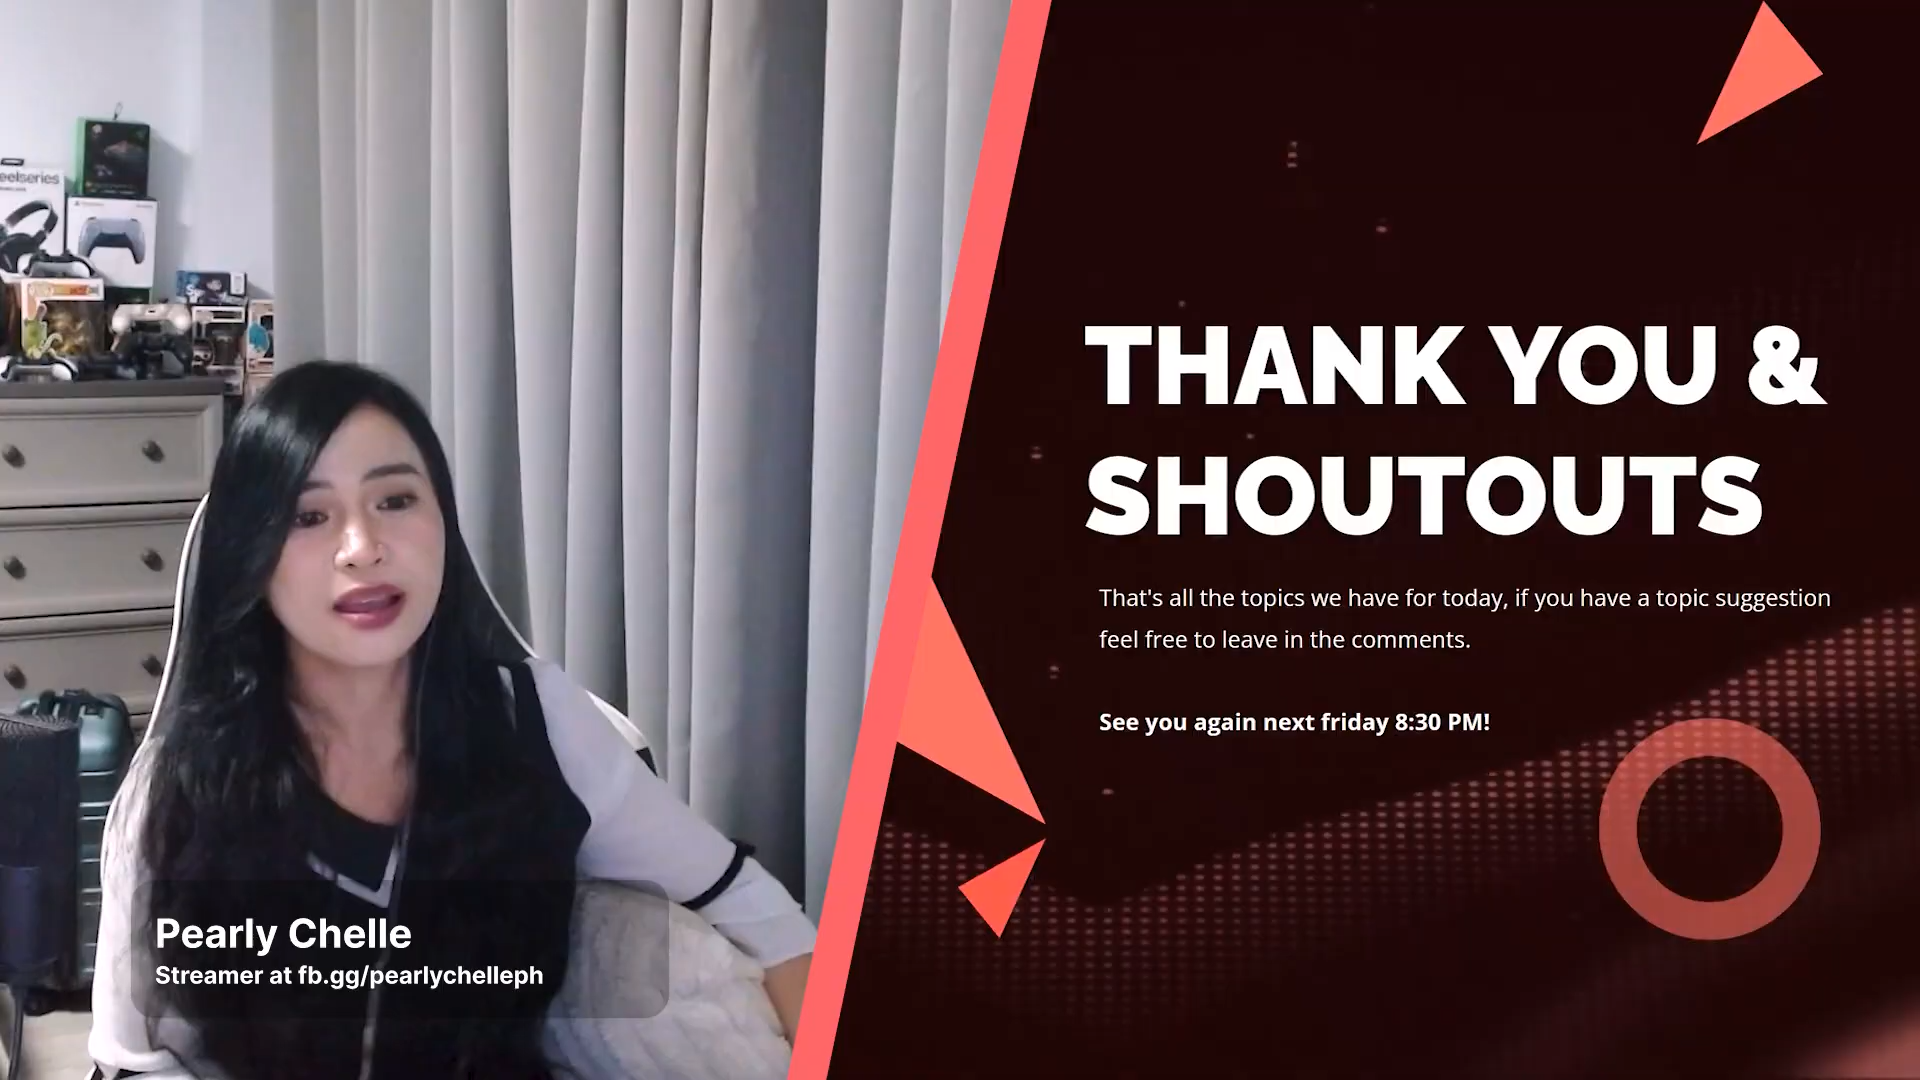 eelseries
THANK YOU &
SHOUTOUTS
That's all the topics we have for today, if you have a topic suggestion
feel free to leave in the comments.
See you again next friday 8:30 PM!
Pearly Chelle
Streamer at fb.gg/pearlychelleph